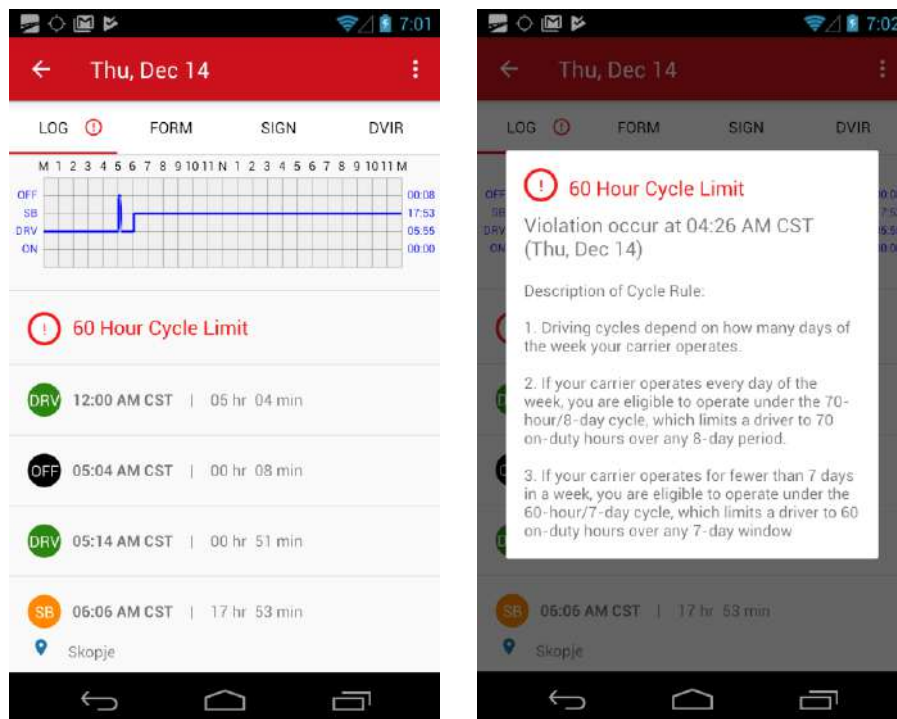 7:01
Thu, Dec 14
LOG FORM SIGN DVIR
M 1 2 3 4 5 6 7 8 9 10 11 N 1 2 3 4 5 6 7 8 9 10 11 M
OFF 00:08
SB 17:53
DRV 05:55
ON 00:00
60 Hour Cycle Limit
DRV 12:00 AM CST | 05 hr 04 min
OFF 05:04 AM CST | 00 hr 08 min
DRV 05:14 AM CST | 00 hr 51 min
SB 06:06 AM CST | 17 hr 53 min
Skopje
7:02
Thu, Dec 14
LOG FORM SIGN DVIR
60 Hour Cycle Limit
Violation occur at 04:26 AM CST
(Thu, Dec 14)
Description of Cycle Rule:
1. Driving cycles depend on how many days of
the week your carrier operates.
2. If your carrier operates every day of the
week, you are eligible to operate under the 70-
hour/8-day cycle, which limits a driver to 70
on-duty hours over any 8-day period.
3. If your carrier operates for fewer than 7 days
in a week, you are eligible to operate under the
60-hour/7-day cycle, which limits a driver to 60
on-duty hours over any 7-day window
SB 06:06 AM CST | 17 hr 53 min
Skopje